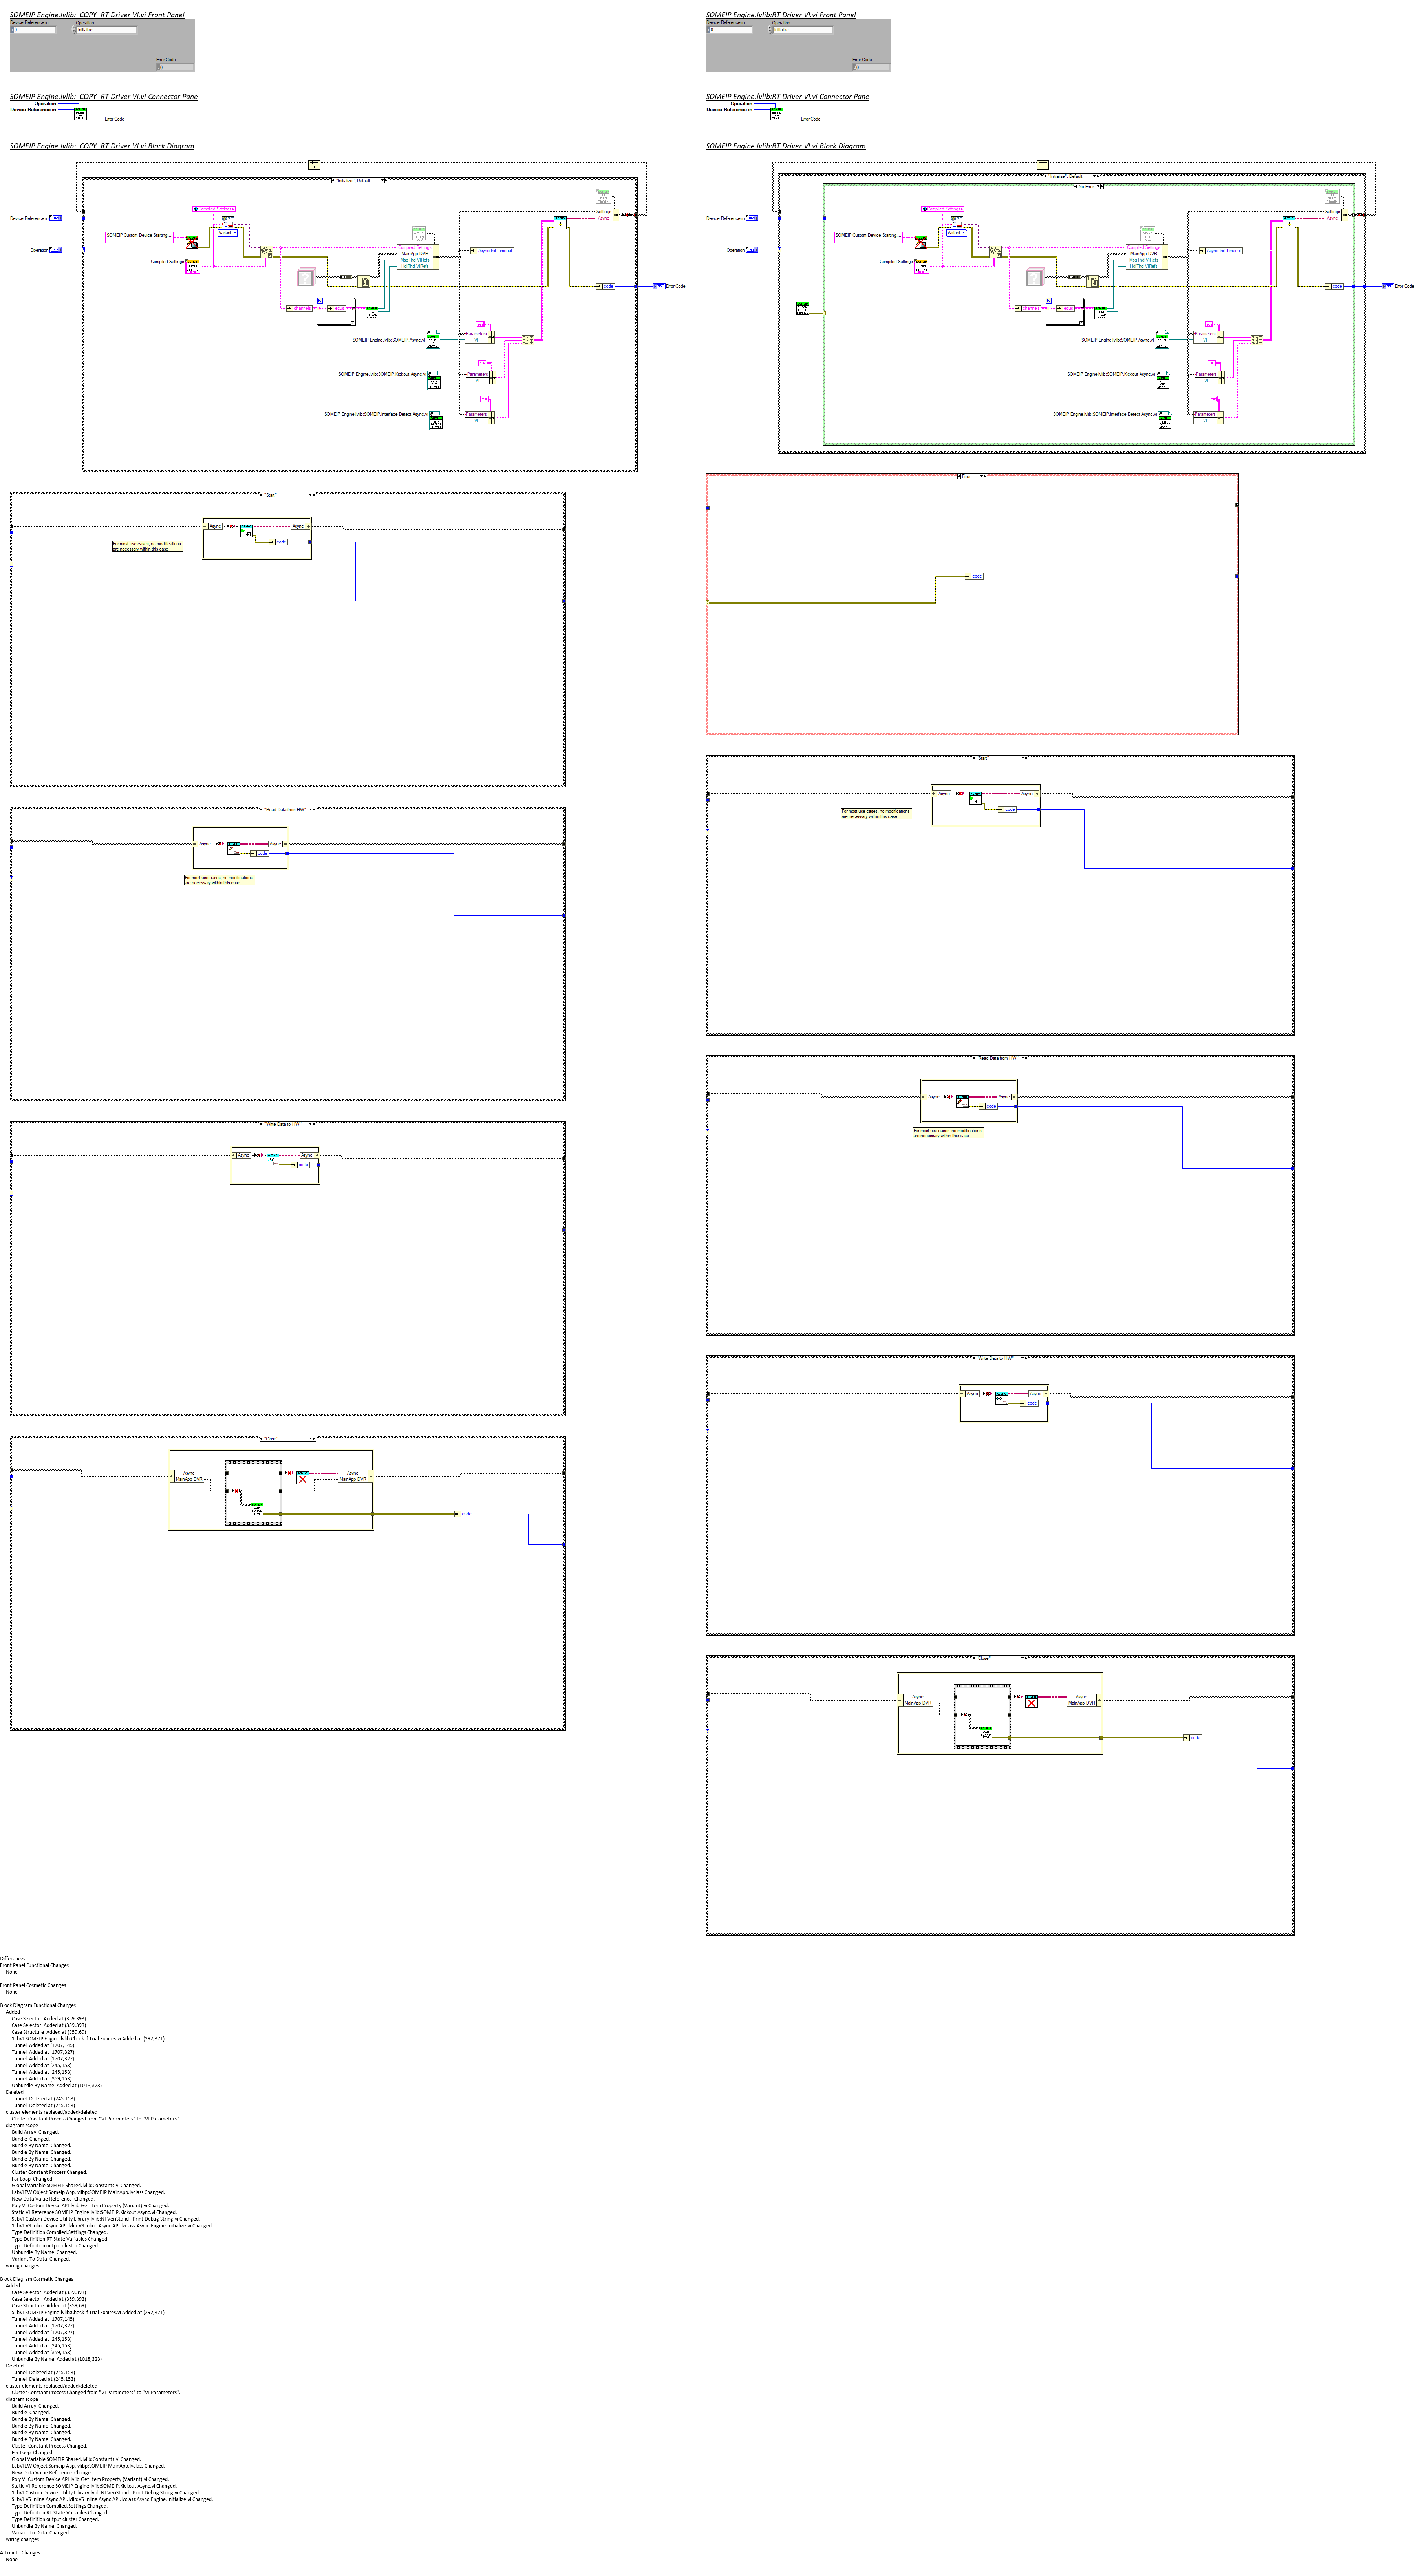 SOMEIP Engine.lvlib:_COPY_RT Driver VI.vi Front Panel
Device Reference in
Operation
0
Initialize
Error Code
0
SOMEIP Engine.lvlib:_COPY_RT Driver VI.vi Connector Pane
Operation
Device Reference in
Error Code
SOMEIP Engine.lvlib:_COPY_RT Driver VI.vi Block Diagram
"Initialize", Default
Compiled Settings
Device Reference in
Variant
SOMEIP Custom Device Starting
Operation
Compiled Settings
Settings
Async
Compiled Settings
MainApp DVR
MsgThd VIRefs
HdlThd VIRefs
Async Init Timeout
code
Error Code
channels
Parameters
VI
SOMEIP Engine.lvlib:SOMEIP Async.vi
Parameters
VI
SOMEIP Engine.lvlib:SOMEIP Kickout Async.vi
Parameters
VI
SOMEIP Engine.lvlib:SOMEIP.Interface Detect Async.vi
"Start"
Async
Async
code
For most use cases, no modifications
are necessary within this case
"Read Data from HW"
Async
Async
code
For most use cases, no modifications
are necessary within this case
"Write Data to HW"
Async
Async
code
"Close"
Async
MainApp DVR
Async
MainApp DVR
code
SOMEIP Engine.lvlib:RT Driver VI.vi Front Panel
Device Reference in
Operation
0
Initialize
Error Code
0
SOMEIP Engine.lvlib:RT Driver VI.vi Connector Pane
Operation
Device Reference in
Error Code
SOMEIP Engine.lvlib:RT Driver VI.vi Block Diagram
"Initialize", Default
No Error
Compiled Settings
Device Reference in
Variant
SOMEIP Custom Device Starting
Operation
Compiled Settings
Settings
Async
Compiled Settings
MainApp DVR
MsgThd VIRefs
HdlThd VIRefs
Async Init Timeout
code
Error Code
channels
Parameters
VI
SOMEIP Engine.lvlib:SOMEIP Async.vi
Parameters
VI
SOMEIP Engine.lvlib:SOMEIP Kickout Async.vi
Parameters
VI
SOMEIP Engine.lvlib:SOMEIP.Interface Detect Async.vi
Error
code
"Start"
Async
Async
code
For most use cases, no modifications
are necessary within this case
"Read Data from HW"
Async
Async
code
For most use cases, no modifications
are necessary within this case
"Write Data to HW"
Async
Async
code
"Close"
Async
MainApp DVR
Async
MainApp DVR
code
Differences:
Front Panel Functional Changes
None
Front Panel Cosmetic Changes
None
Block Diagram Functional Changes
Added
Case Selector  Added at (359,393)
Case Selector  Added at (359,393)
Case Structure  Added at (359,69)
SubVI SOMEIP Engine.lvlib:Check if Trial Expires.vi Added at (292,371)
Tunnel  Added at (1707,145)
Tunnel  Added at (1707,327)
Tunnel  Added at (1707,327)
Tunnel  Added at (245,153)
Tunnel  Added at (245,153)
Tunnel  Added at (359,153)
Unbundle By Name  Added at (1018,323)
Deleted
Tunnel  Deleted at (245,153)
Tunnel  Deleted at (245,153)
cluster elements replaced/added/deleted
Cluster Constant Process Changed from "VI Parameters" to "VI Parameters".
diagram scope
Build Array  Changed.
Bundle  Changed.
Bundle By Name  Changed.
Bundle By Name  Changed.
Bundle By Name  Changed.
Bundle By Name  Changed.
Cluster Constant Process Changed.
For Loop  Changed.
Global Variable SOMEIP Shared.lvlib:Constants.vi Changed.
LabVIEW Object Someip App.lvlibp:SOMEIP MainApp.lvclass Changed.
New Data Value Reference  Changed.
Poly VI Custom Device API.lvlib:Get Item Property (Variant).vi Changed.
Static VI Reference SOMEIP Engine.lvlib:SOMEIP.Kickout Async.vi Changed.
SubVI Custom Device Utility Library.lvlib:NI VeriStand - Print Debug String.vi Changed.
SubVI VS Inline Async API.lvlib:VS Inline Async API.lvclass:Async.Engine.Initialize.vi Changed.
Type Definition Compiled.Settings Changed.
Type Definition RT State Variables Changed.
Type Definition output cluster Changed.
Unbundle By Name  Changed.
Variant To Data  Changed.
wiring changes
Block Diagram Cosmetic Changes
Added
Case Selector  Added at (359,393)
Case Selector  Added at (359,393)
Case Structure  Added at (359,69)
SubVI SOMEIP Engine.lvlib:Check if Trial Expires.vi Added at (292,371)
Tunnel  Added at (1707,145)
Tunnel  Added at (1707,327)
Tunnel  Added at (1707,327)
Tunnel  Added at (245,153)
Tunnel  Added at (245,153)
Tunnel  Added at (359,153)
Unbundle By Name  Added at (1018,323)
Deleted
Tunnel  Deleted at (245,153)
Tunnel  Deleted at (245,153)
cluster elements replaced/added/deleted
Cluster Constant Process Changed from "VI Parameters" to "VI Parameters".
diagram scope
Build Array  Changed.
Bundle  Changed.
Bundle By Name  Changed.
Bundle By Name  Changed.
Bundle By Name  Changed.
Bundle By Name  Changed.
Cluster Constant Process Changed.
For Loop  Changed.
Global Variable SOMEIP Shared.lvlib:Constants.vi Changed.
LabVIEW Object Someip App.lvlibp:SOMEIP MainApp.lvclass Changed.
New Data Value Reference  Changed.
Poly VI Custom Device API.lvlib:Get Item Property (Variant).vi Changed.
Static VI Reference SOMEIP Engine.lvlib:SOMEIP.Kickout Async.vi Changed.
SubVI Custom Device Utility Library.lvlib:NI VeriStand - Print Debug String.vi Changed.
SubVI VS Inline Async API.lvlib:VS Inline Async API.lvclass:Async.Engine.Initialize.vi Changed.
Type Definition Compiled.Settings Changed.
Type Definition RT State Variables Changed.
Type Definition output cluster Changed.
Unbundle By Name  Changed.
Variant To Data  Changed.
wiring changes
Attribute Changes
None